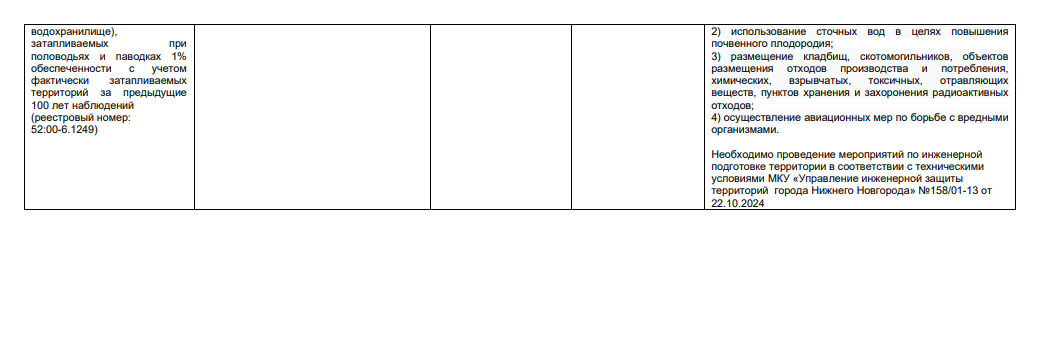 водохранилище),
затапливаемых при
половодьях и паводках 1%
обеспеченности с учетом
фактически затапливаемых
территорий за предыдущие
100 лет наблюдений
(реестровый номер:
52:00-6.1249)
2) использование сточных вод в целях повышения
почвенного плодородия;
3) размещение кладбищ, скотомогильников, объектов
размещения отходов производства и потребления,
химических, взрывчатых, токсичных, отравляющих
веществ, пунктов хранения и захоронения радиоактивных
отходов;
4) осуществление авиационных мер по борьбе с вредными
организмами.
Необходимо проведение мероприятий по инженерной
подготовке территории в соответствии с техническими
условиями МКУ «Управление инженерной защиты
территорий города Нижнего Новгорода» №158/01-13 от
22.10.2024